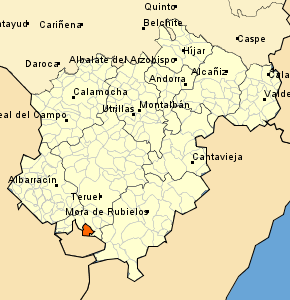 Quinto
atayud
Cariñena
Belchite
Caspe
Híjar
Daroca
Albalate del Arzobispo
Alcañiz
Andorra
Cala
Calamocha
Valde
Utrillas
Montalbán
eal del Campo
Cantavieja
Albarracín
Teruel
Mora de Rubielos